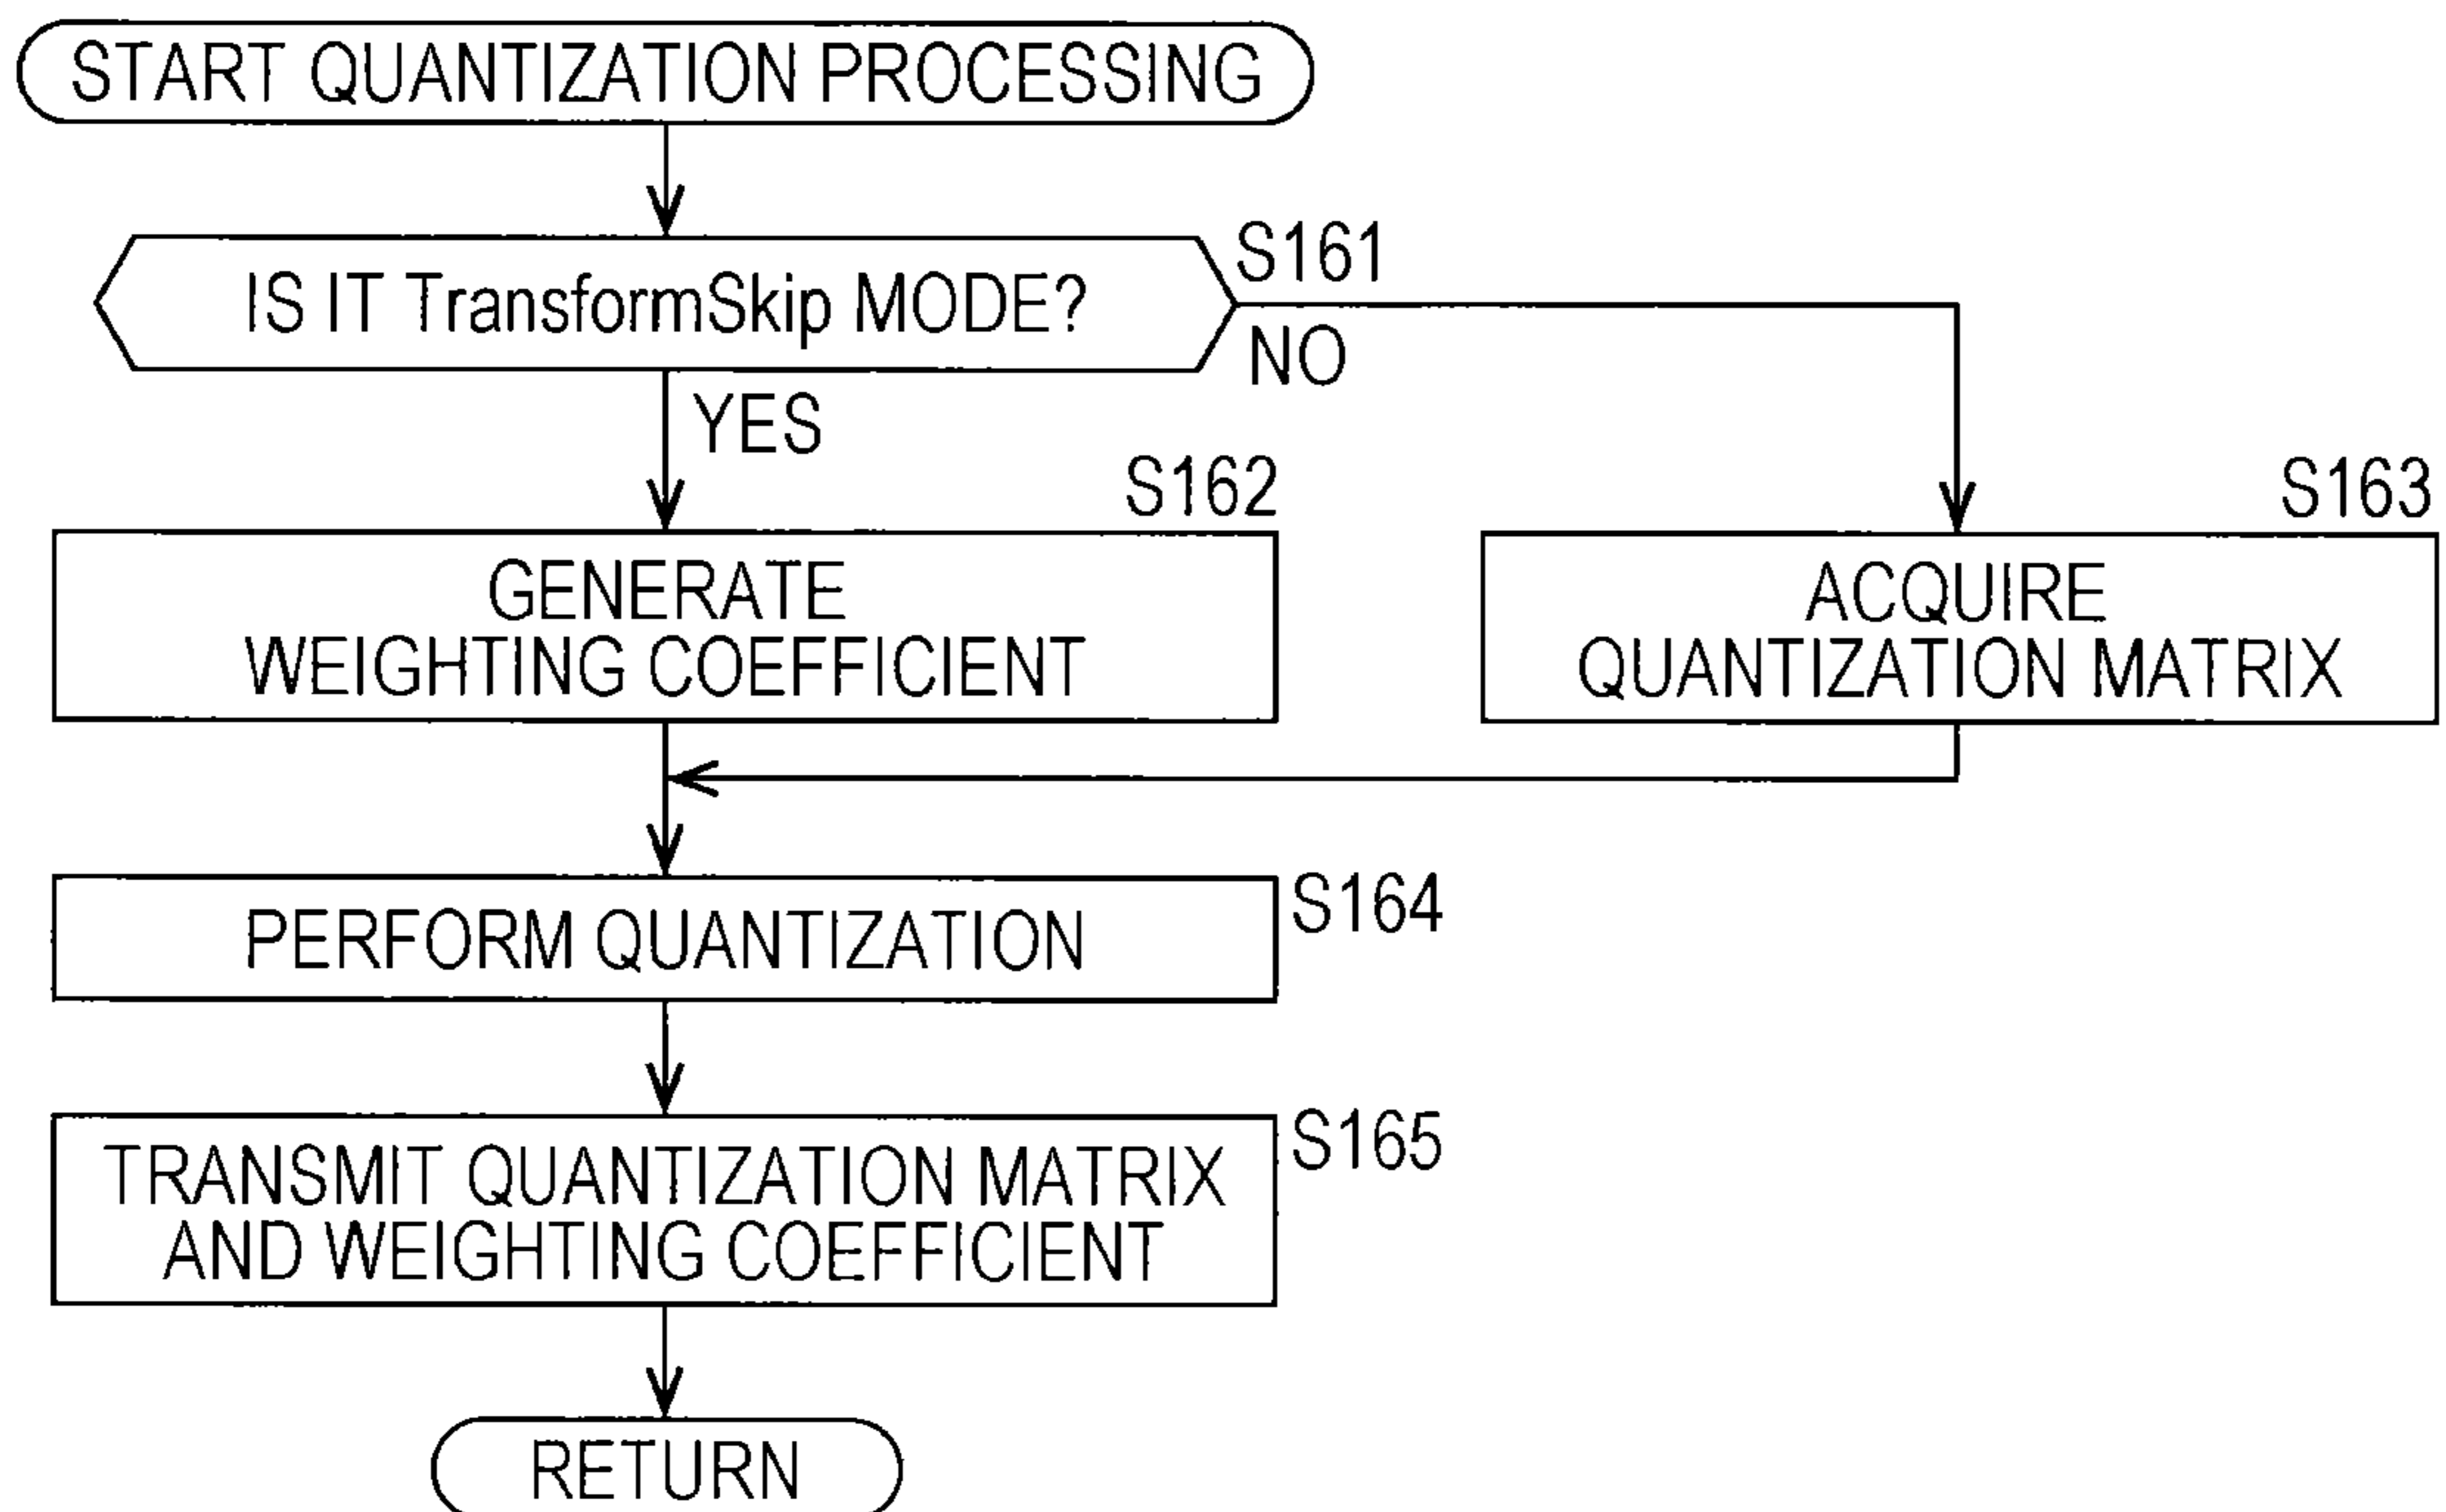 START QUANTIZATION PROCESSING
IS IT TransformSkip MODE?
S161
NO
YES
S162
GENERATE
WEIGHTING COEFFICIENT
S163
ACQUIRE
QUANTIZATION MATRIX
PERFORM QUANTIZATION
S164
TRANSMIT QUANTIZATION MATRIX
AND WEIGHTING COEFFICIENT
S165
RETURN